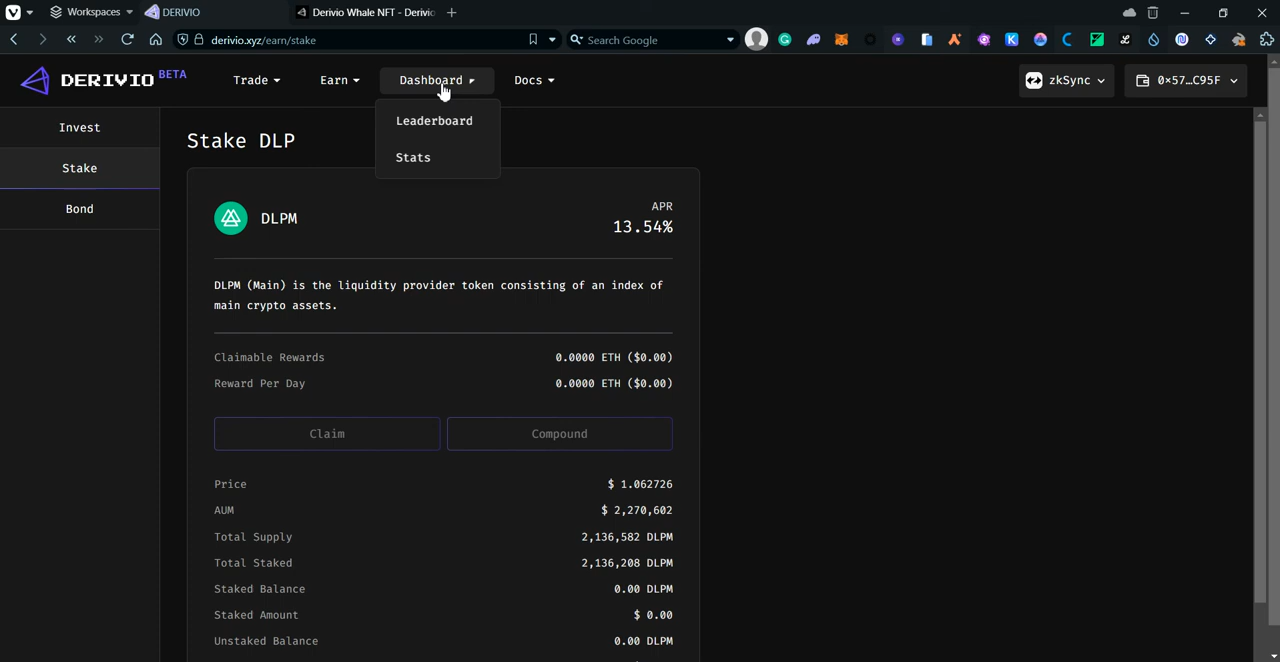 Workspaces
DERIVIO
Derivio Whale NFT - Derivio
derivio.xyz/earn/stake
Search Google
DERIVIO BETA
Trade
Earn
Dashboard
Docs
zkSync
0×57…C95F
Invest
Stake
Bond
Leaderboard
Stats
Stake DLP
DLPM
APR
13.54%
DLPM (Main) is the liquidity provider token consisting of an index of
main crypto assets.
Claimable Rewards 0.0000 ETH ($0.00)
Reward Per Day 0.0000 ETH ($0.00)
Claim
Compound
Price $ 1.062726
AUM $ 2,270,602
Total Supply 2,136,582 DLPM
Total Staked 2,136,208 DLPM
Staked Balance 0.00 DLPM
Staked Amount $ 0.00
Unstaked Balance 0.00 DLPM